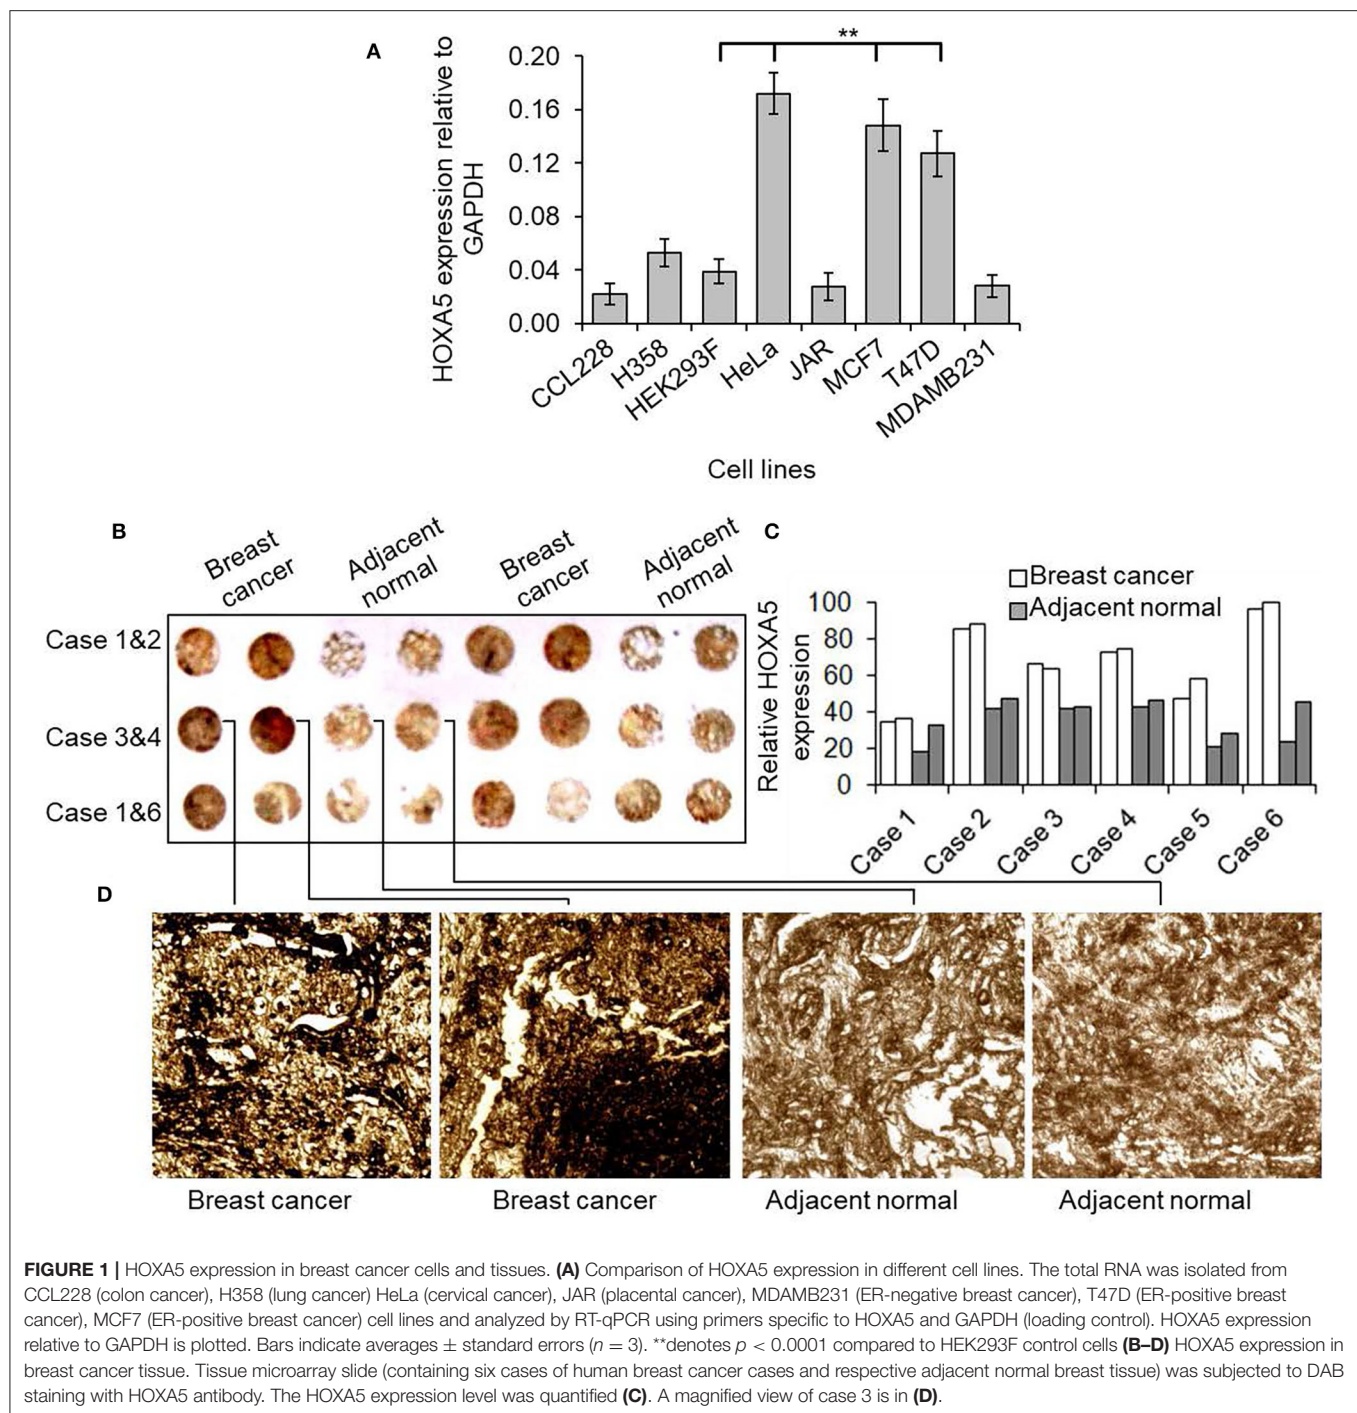 A
**
HOXA5 expression relative to
GAPDH
0.20
0.16
0.12
0.08
0.04
0.00
CCL228
H358
HEK293F
HeLa
JAR
MCF7
T47D
MDAMB231
Cell lines
B
Breast
cancer
Adjacent
normal
Breast
cancer
Adjacent
normal
Case 1&2
Case 3&4
Case 1&6
C
Breast cancer
Adjacent normal
Relative HOXA5
expression
100
80
60
40
20
0
Case 1
Case 2
Case 3
Case 4
Case 5
Case 6
D
Breast cancer
Breast cancer
Adjacent normal
Adjacent normal
FIGURE 1 | HOXA5 expression in breast cancer cells and tissues. (A) Comparison of HOXA5 expression in different cell lines. The total RNA was isolated from
CCL228 (colon cancer), H358 (lung cancer) HeLa (cervical cancer), JAR (placental cancer), MDAMB231 (ER-negative breast cancer), T47D (ER-positive breast
cancer), MCF7 (ER-positive breast cancer) cell lines and analyzed by RT-qPCR using primers specific to HOXA5 and GAPDH (loading control). HOXA5 expression
relative to GAPDH is plotted. Bars indicate averages ± standard errors (n = 3). **denotes p < 0.0001 compared to HEK293F control cells (B–D) HOXA5 expression in
breast cancer tissue. Tissue microarray slide (containing six cases of human breast cancer cases and respective adjacent normal breast tissue) was subjected to DAB
staining with HOXA5 antibody. The HOXA5 expression level was quantified (C). A magnified view of case 3 is in (D).